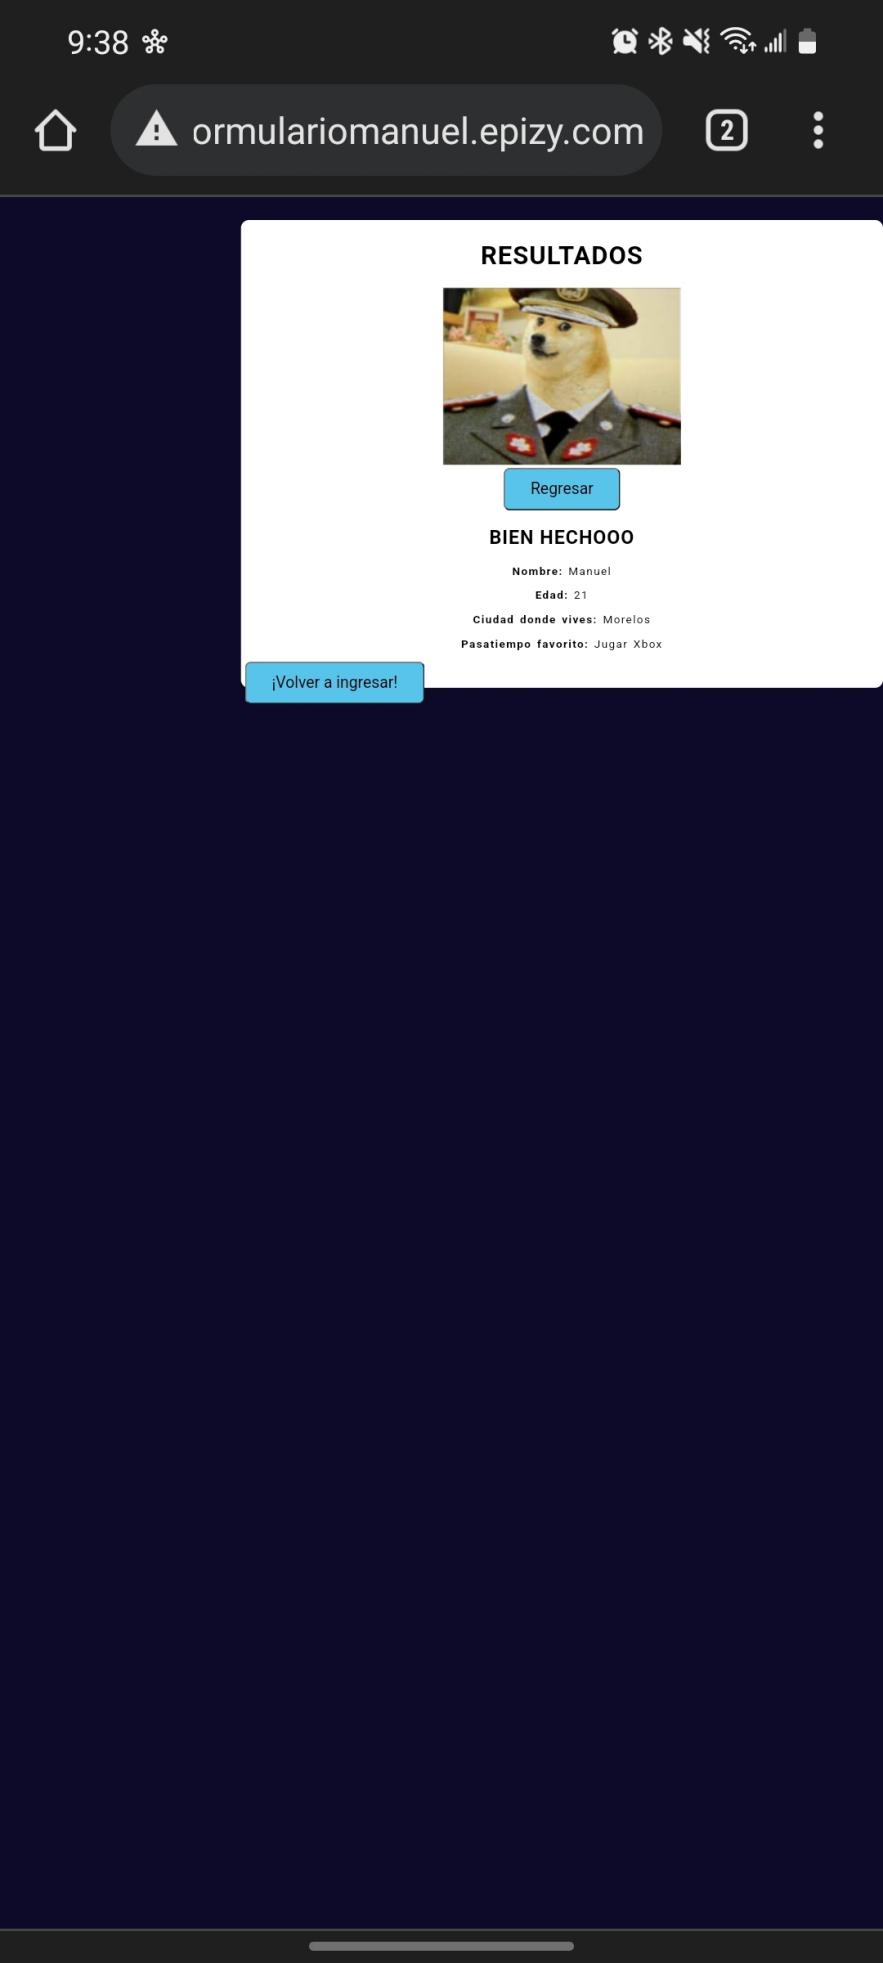 9:38
ormulariomanuel.epizy.com
2
RESULTADOS
Regresar
BIEN HECHOOO
Nombre: Manuel
Edad: 21
Ciudad donde vives: Morelos
Pasatiempo favorito: Jugar Xbox
¡Volver a ingresar!